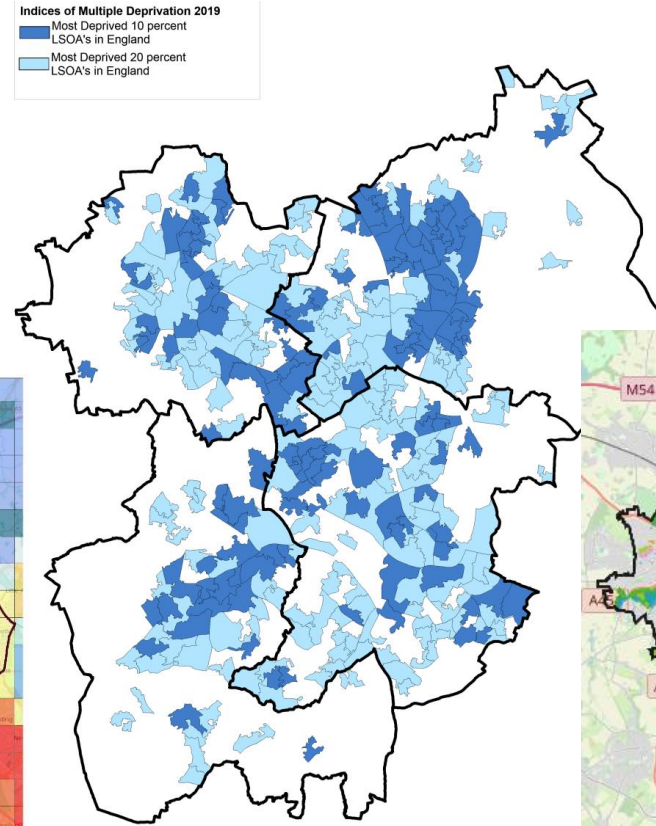 Indices of Multiple Deprivation 2019
Most Deprived 10 percent
LSOA's in England
Most Deprived 20 percent
LSOA's in England
M54